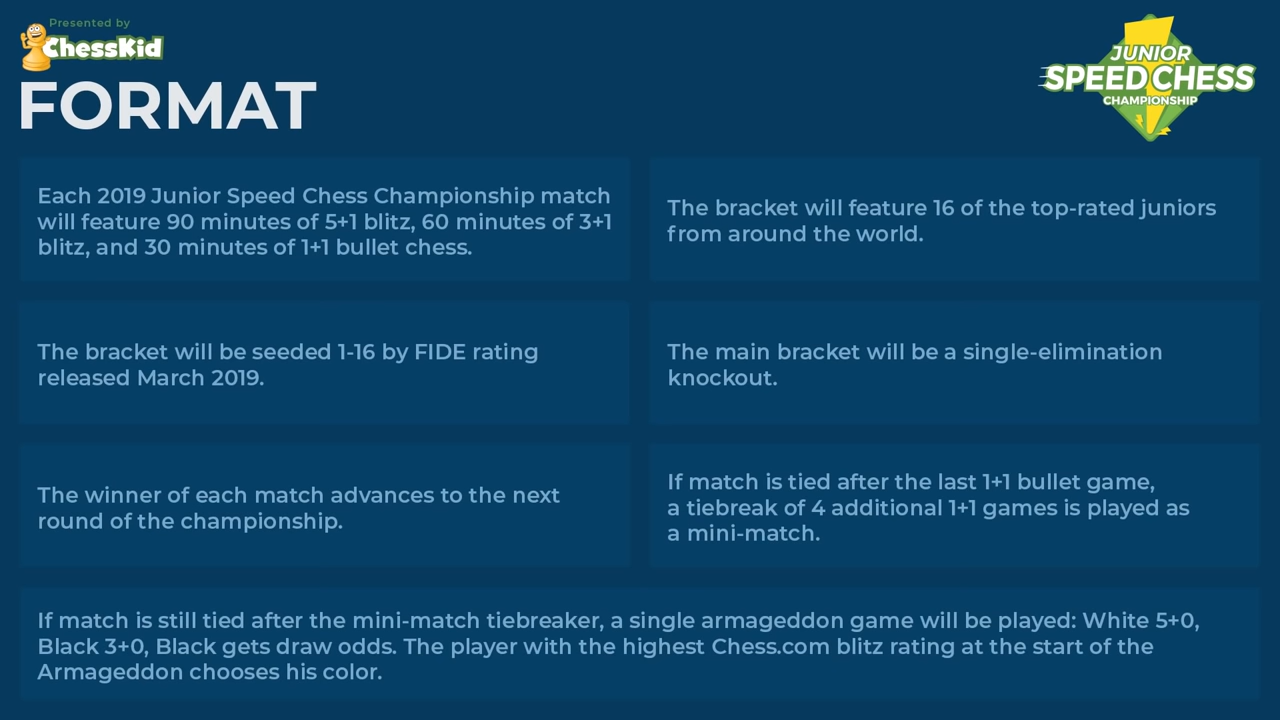 Presented by
ChessKid
FORMAT
JUNIOR
SPEED CHESS
CHAMPIONSHIP
Each 2019 Junior Speed Chess Championship match
will feature 90 minutes of 5+1 blitz, 60 minutes of 3+1
blitz, and 30 minutes of 1+1 bullet chess.
The bracket will feature 16 of the top-rated juniors
from around the world.
The bracket will be seeded 1-16 by FIDE rating
released March 2019.
The main bracket will be a single-elimination
knockout.
The winner of each match advances to the next
round of the championship.
If match is tied after the last 1+1 bullet game,
a tiebreak of 4 additional 1+1 games is played as
a mini-match.
If match is still tied after the mini-match tiebreaker, a single armageddon game will be played: White 5+0,
Black 3+0, Black gets draw odds. The player with the highest Chess.com blitz rating at the start of the
Armageddon chooses his color.